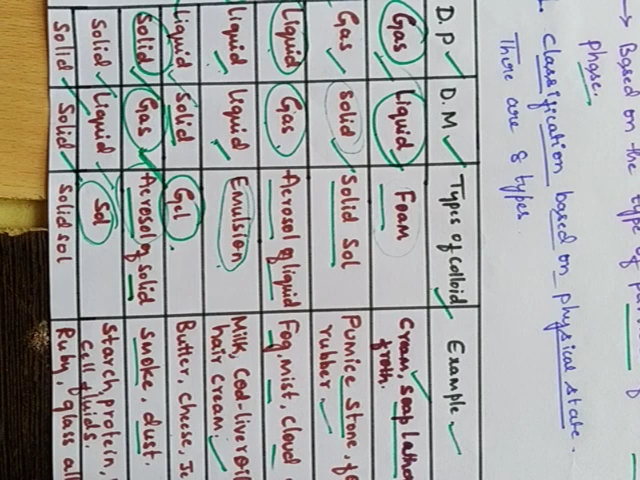 → Based on the type of
phase.
classification based on physical state.
There are 8 types.
D.P D.M Types of colloid Example
Gas Liquid Foam Cream, soap lather
froth.
Gas Solid Solid Sol Pumice stone,
rubber
Liquid Gas Aerosol of liquid Fog, mist, cloud
Liquid Liquid Emulsion Milk, Cod-liver oil
hair cream.
Liquid Solid Gel Butter, cheese,
Solid Gas Aerosol of solid Smoke, dust.
Solid Liquid Sol Starch, protein,
cell fluids.
Solid Solid Solid sol Ruby, glass